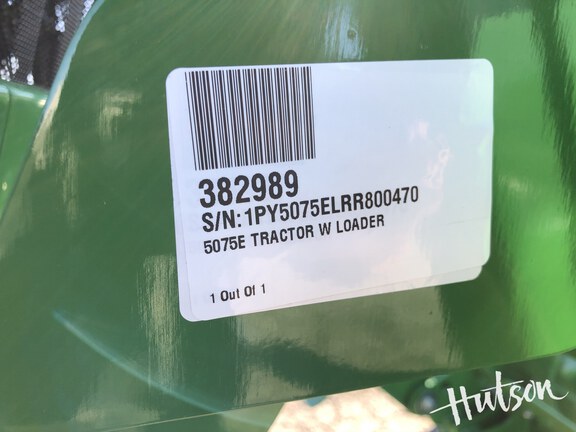 382989
S/N: 1PY5075ELRR800470
5075E TRACTOR W LOADER
1 Out Of 1
Hutson